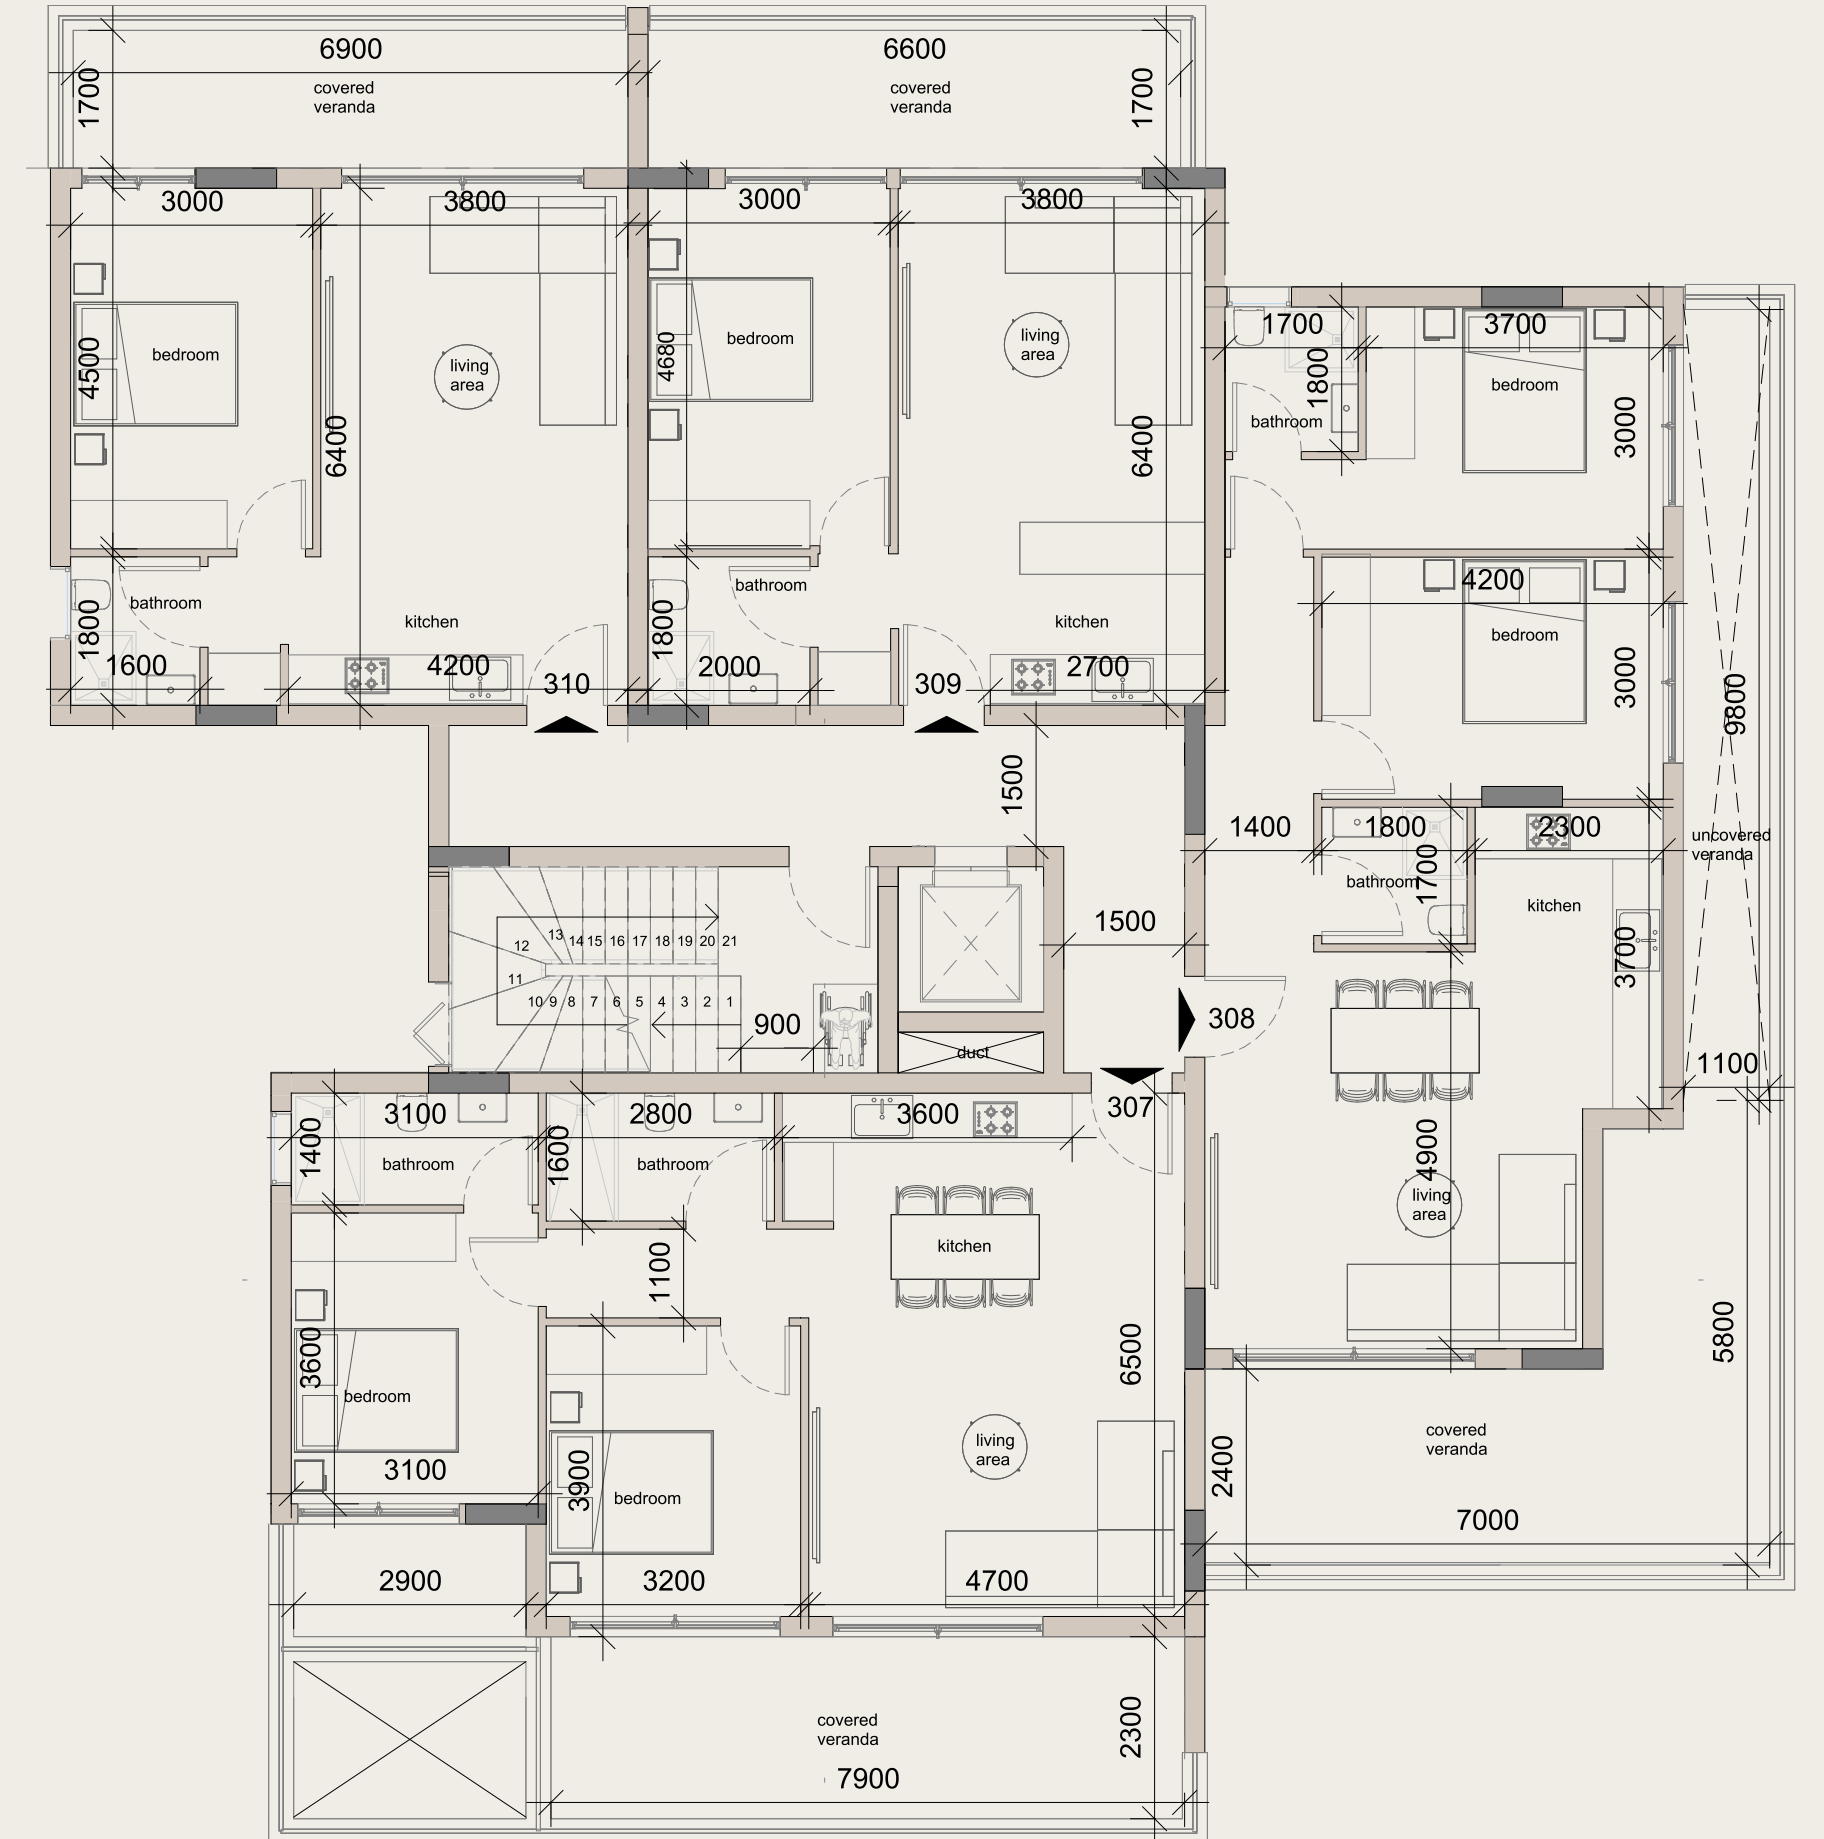 6900
6600
1700
covered
veranda
covered
veranda
1700
3000
3800
3000
3800
4500
bedroom
living
area
6400
4680
bedroom
living
area
6400
1700
1800
bathroom
3700
bedroom
3000
1800
bathroom
1600
kitchen
4200
310
1800
bathroom
2000
309
kitchen
2700
4200
bedroom
3000
9800
1500
1400
1800
2300
uncovered
veranda
bathroom
1700
kitchen
3700
12
13
14
15
16
17
18
19
20
21
11
10
9
8
7
6
5
4
3
2
1
900
duct
1500
308
1100
3100
1400
bathroom
2800
1600
bathroom
3600
307
4900
living
area
1100
kitchen
3600
bedroom
3100
6500
5800
3900
bedroom
living
area
2400
covered
veranda
7000
2900
3200
4700
covered
veranda
2300
7900